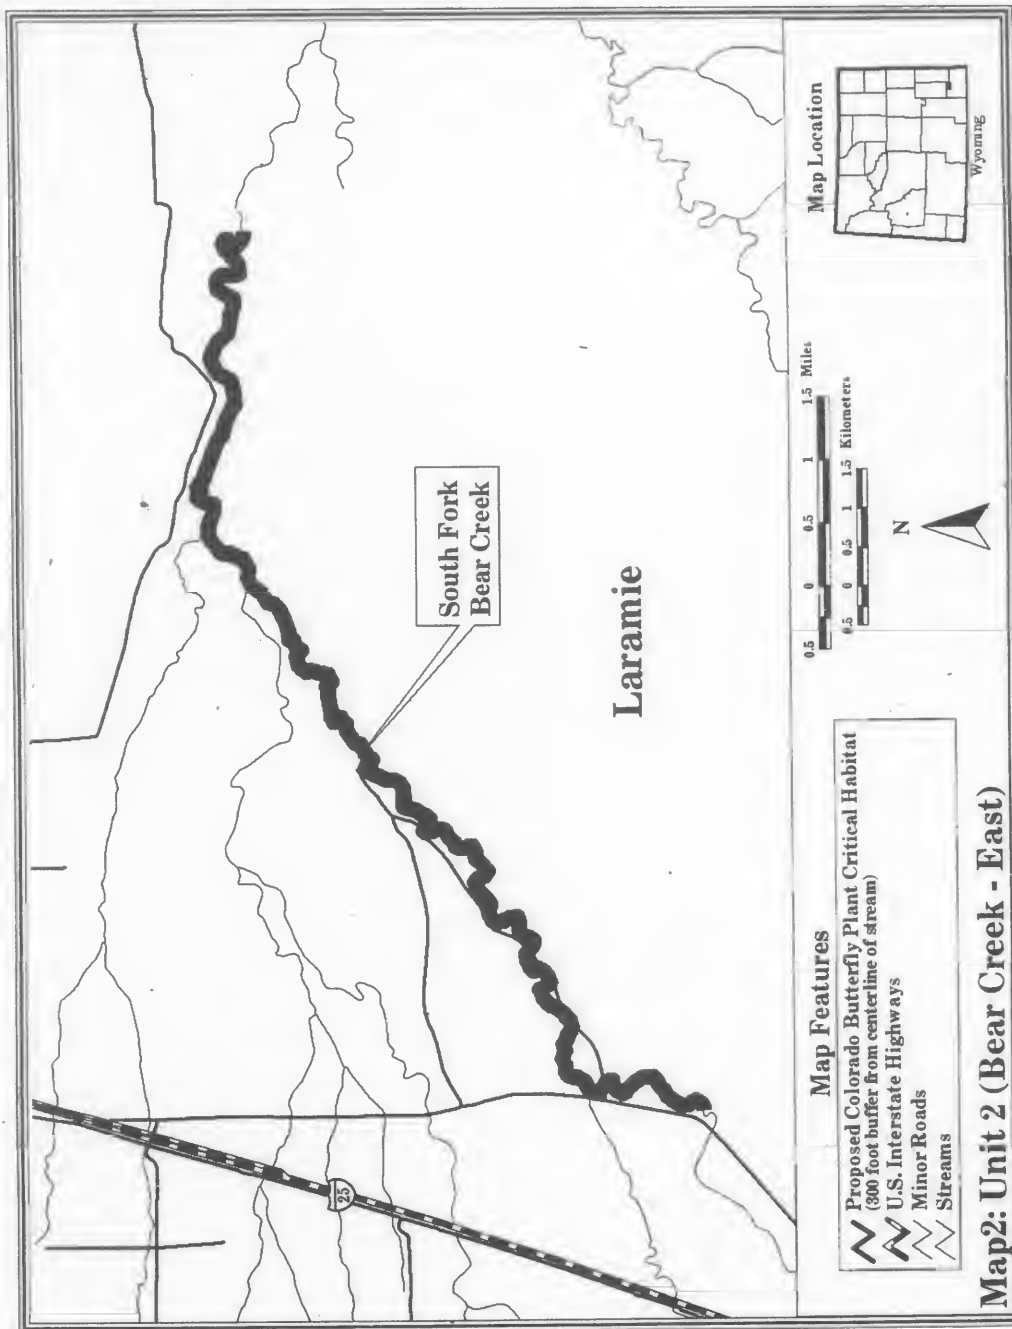 South Fork
Bear Creek
Laramie
25
Map Features
Proposed Colorado Butterfly Plant Critical Habitat
(300 foot buffer from centerline of stream)
U.S. Interstate Highways
Minor Roads
Streams
0.5 0 0.5 1 1.5 Miles
0.5 0 0.5 1 1.5 Kilometers
N
Map Location
Wyoming
Map2: Unit 2 (Bear Creek - East)